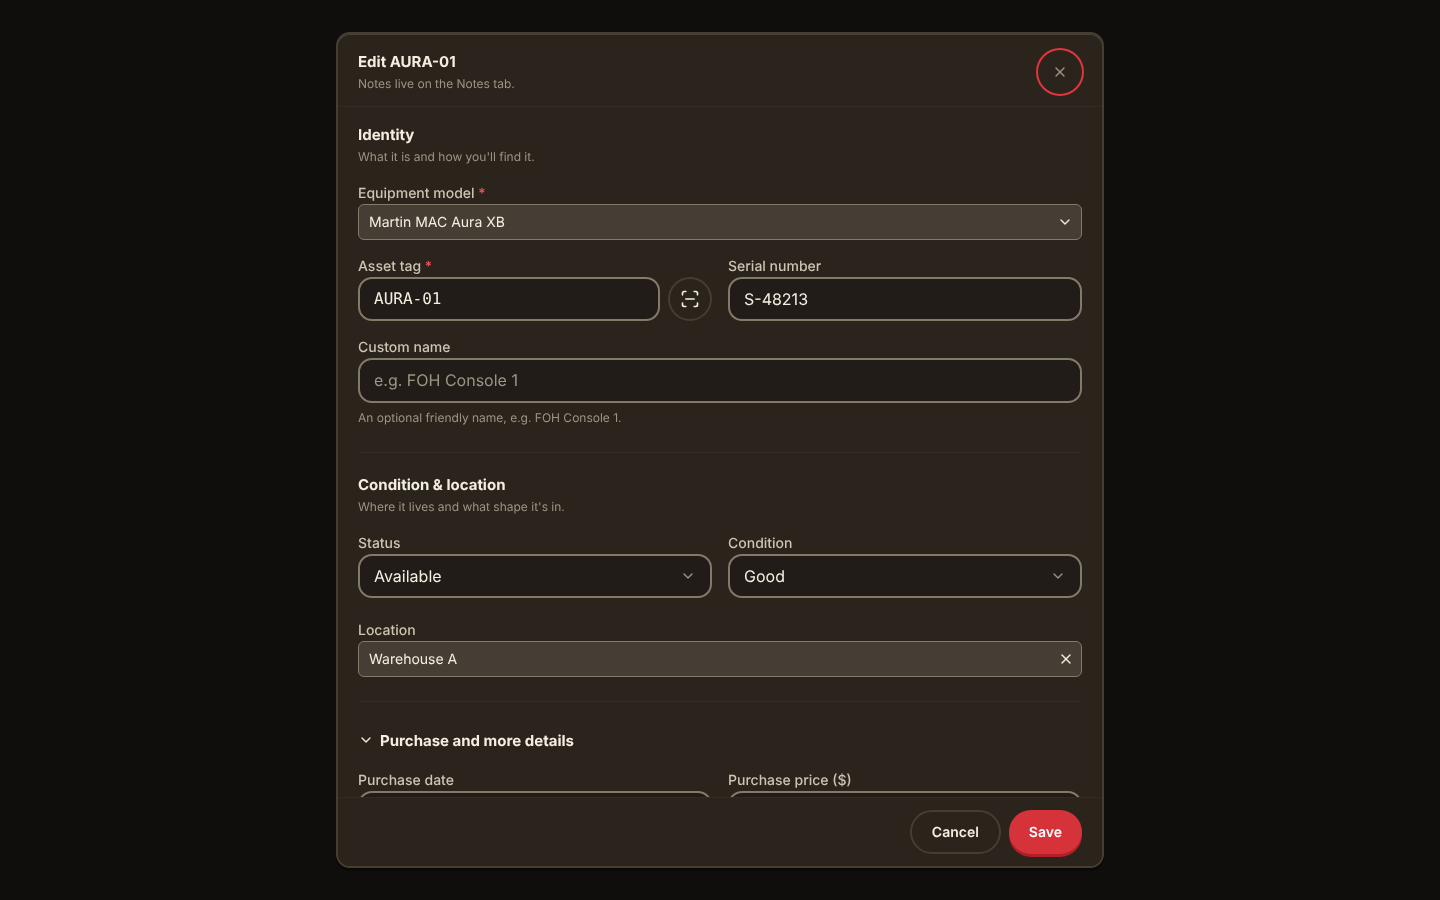 Edit AURA-01
Notes live on the Notes tab.
Identity
What it is and how you'll find it.
Equipment model *
Martin MAC Aura XB
Asset tag *
Serial number
AURA-01
S-48213
Custom name
e.g. FOH Console 1
An optional friendly name, e.g. FOH Console 1.
Condition & location
Where it lives and what shape it's in.
Status
Condition
Available
Good
Location
Warehouse A
Purchase and more details
Purchase date
Purchase price ($)
Cancel
Save